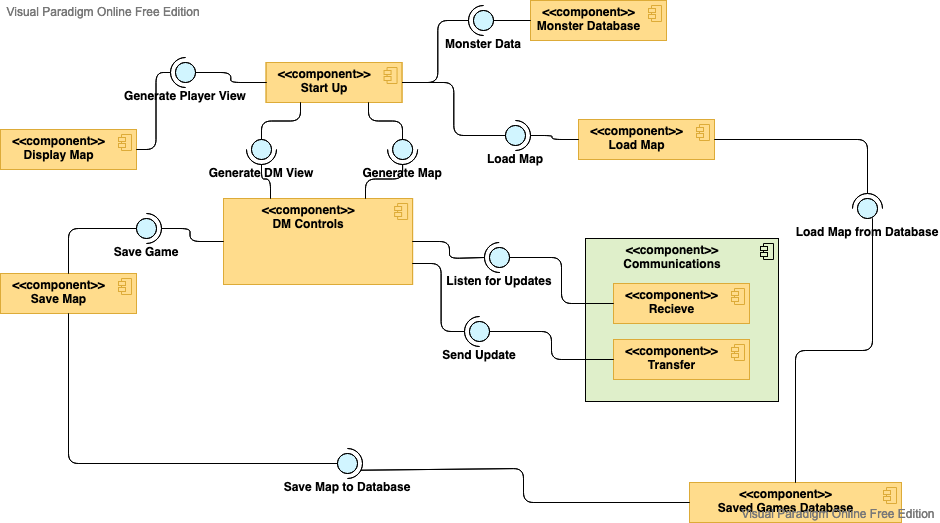 Visual Paradigm Online Free Edition
<<component>>
Monster Database
Monster Data
<<component>>
Start Up
Generate Player View
<<component>>
Display Map
<<component>>
Load Map
Load Map
Generate DM View
Generate Map
<<component>>
DM Controls
Load Map from Database
Save Game
<<component>>
Communications
Listen for Updates
<<component>>
Save Map
<<component>>
Recieve
Send Update
<<component>>
Transfer
Save Map to Database
<<component>>
Saved Games Database
Visual Paradigm Online Free Edition